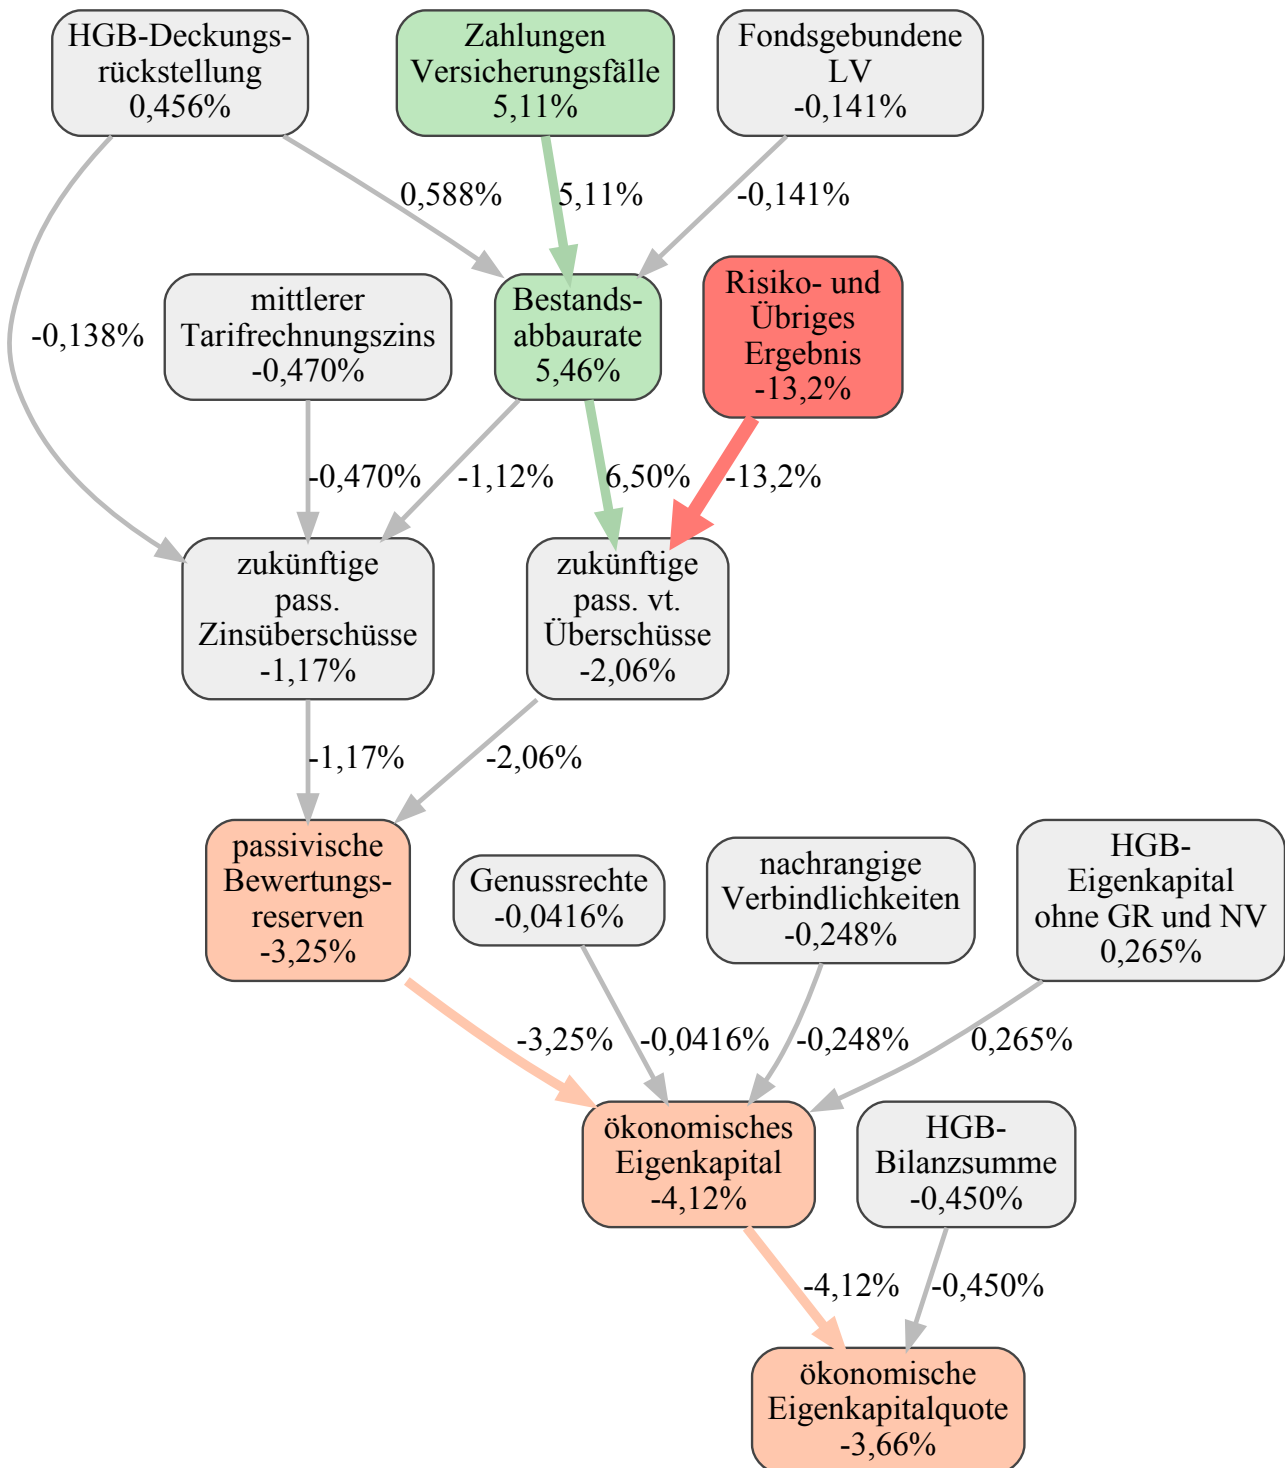 HGB-Deckungs-
rückstellung
0,456%
Zahlungen
Versicherungsfälle
5,11%
Fondsgebundene
LV
-0,141%
0,588%
5,11%
-0,141%
-0,138%
mittlerer
Tarifrechnungszins
-0,470%
Bestands-
abbaurate
5,46%
Risiko- und
Übriges
Ergebnis
-13,2%
-0,470%
-1,12%
6,50%
-13,2%
zukünftige
pass.
Zinsüberschüsse
-1,17%
zukünftige
pass. vt.
Überschüsse
-2,06%
-1,17%
-2,06%
passivische
Bewertungs-
reserven
-3,25%
Genussrechte
-0,0416%
nachrangige
Verbindlichkeiten
-0,248%
HGB-
Eigenkapital
ohne GR und NV
0,265%
-3,25%
-0,0416%
-0,248%
0,265%
ökonomisches
Eigenkapital
-4,12%
HGB-
Bilanzsumme
-0,450%
-4,12%
-0,450%
ökonomische
Eigenkapitalquote
-3,66%